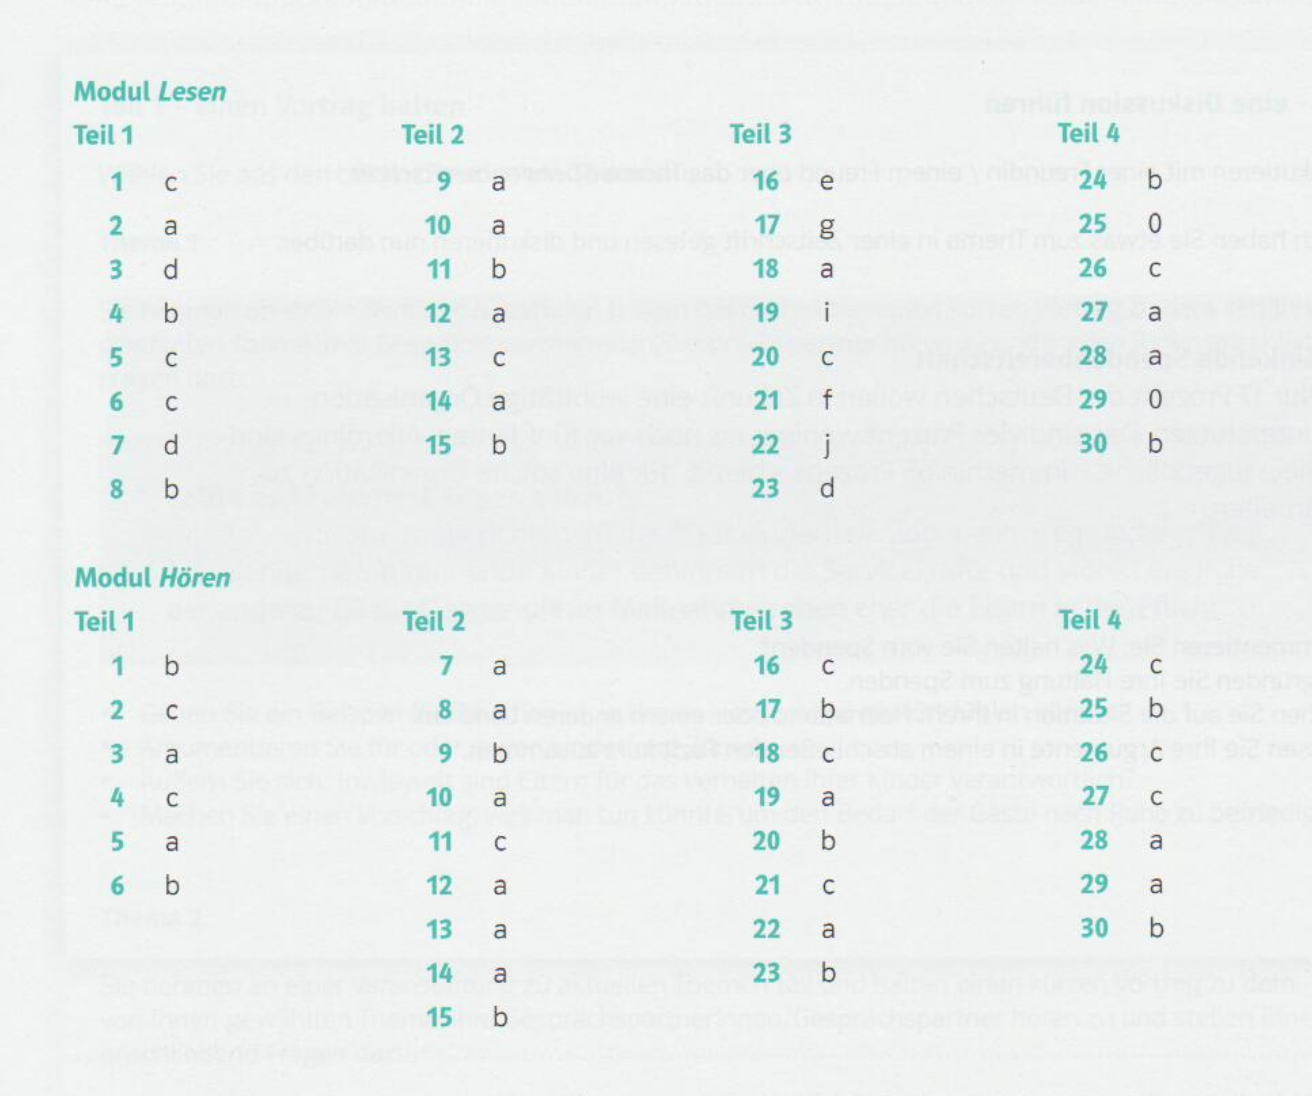 Modul Lesen
Teil 1 Teil 2 Teil 3 Teil 4
1 c 9 a 16 e 24 b
2 a 10 a 17 g 25 0
3 d 11 b 18 a 26 c
4 b 12 a 19 i 27 a
5 c 13 c 20 c 28 a
6 c 14 a 21 f 29 0
7 d 15 b 22 j 30 b
8 b 23 d
Modul Hören
Teil 1 Teil 2 Teil 3 Teil 4
1 b 7 a 16 c 24 c
2 c 8 a 17 b 25 b
3 a 9 b 18 c 26 c
4 c 10 a 19 a 27 c
5 a 11 c 20 b 28 a
6 b 12 a 21 c 29 a
13 a 22 a 30 b
14 a 23 b
15 b